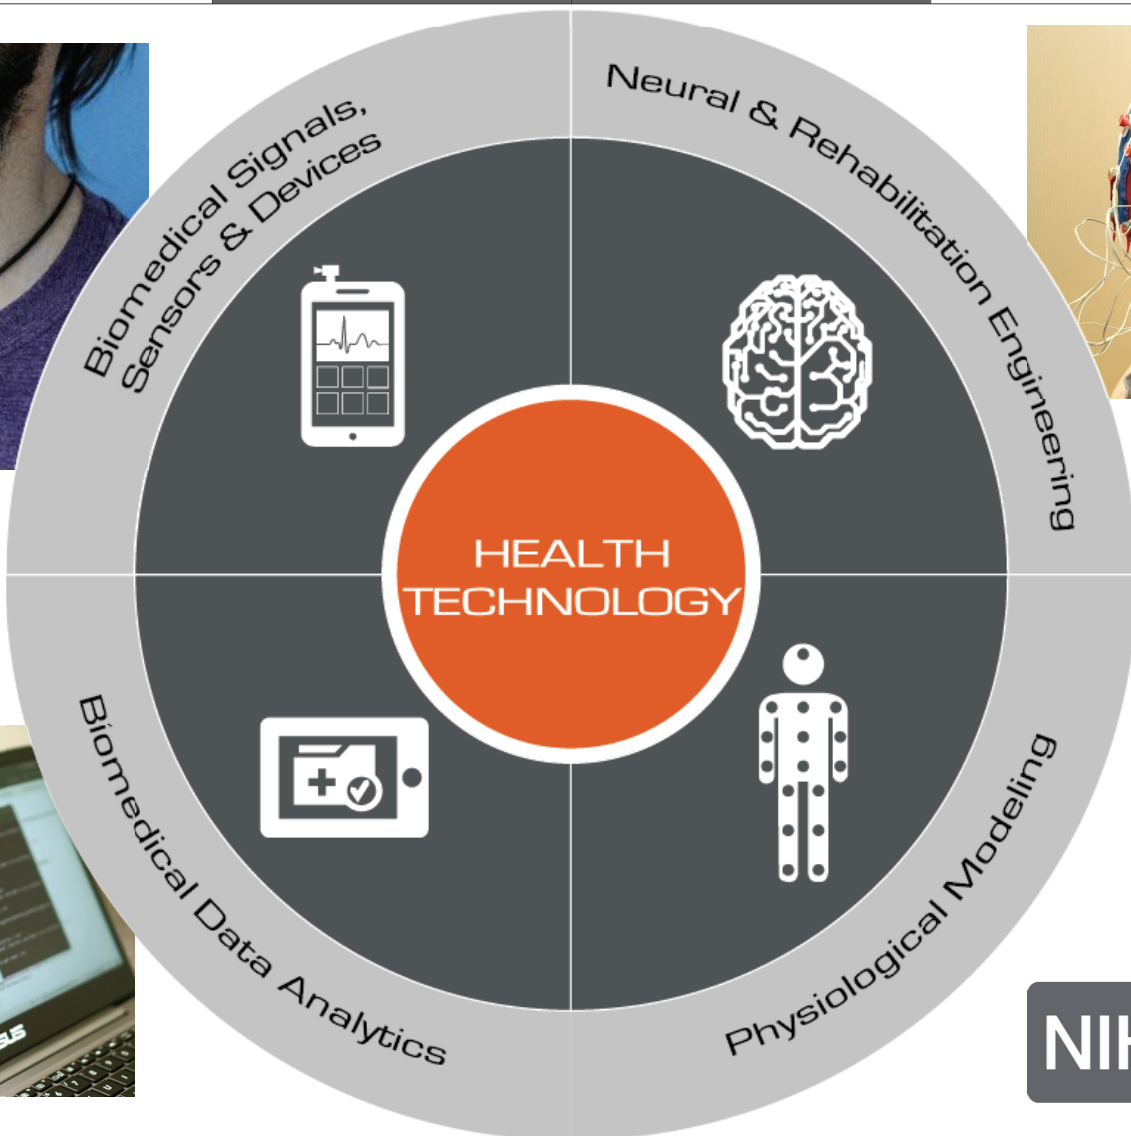 Biomedical Signals,
Sensors & Devices
Neural & Rehabilitation Engineering
HEALTH
TECHNOLOGY
Biomedical Data Analytics
Physiological Modeling
NIH